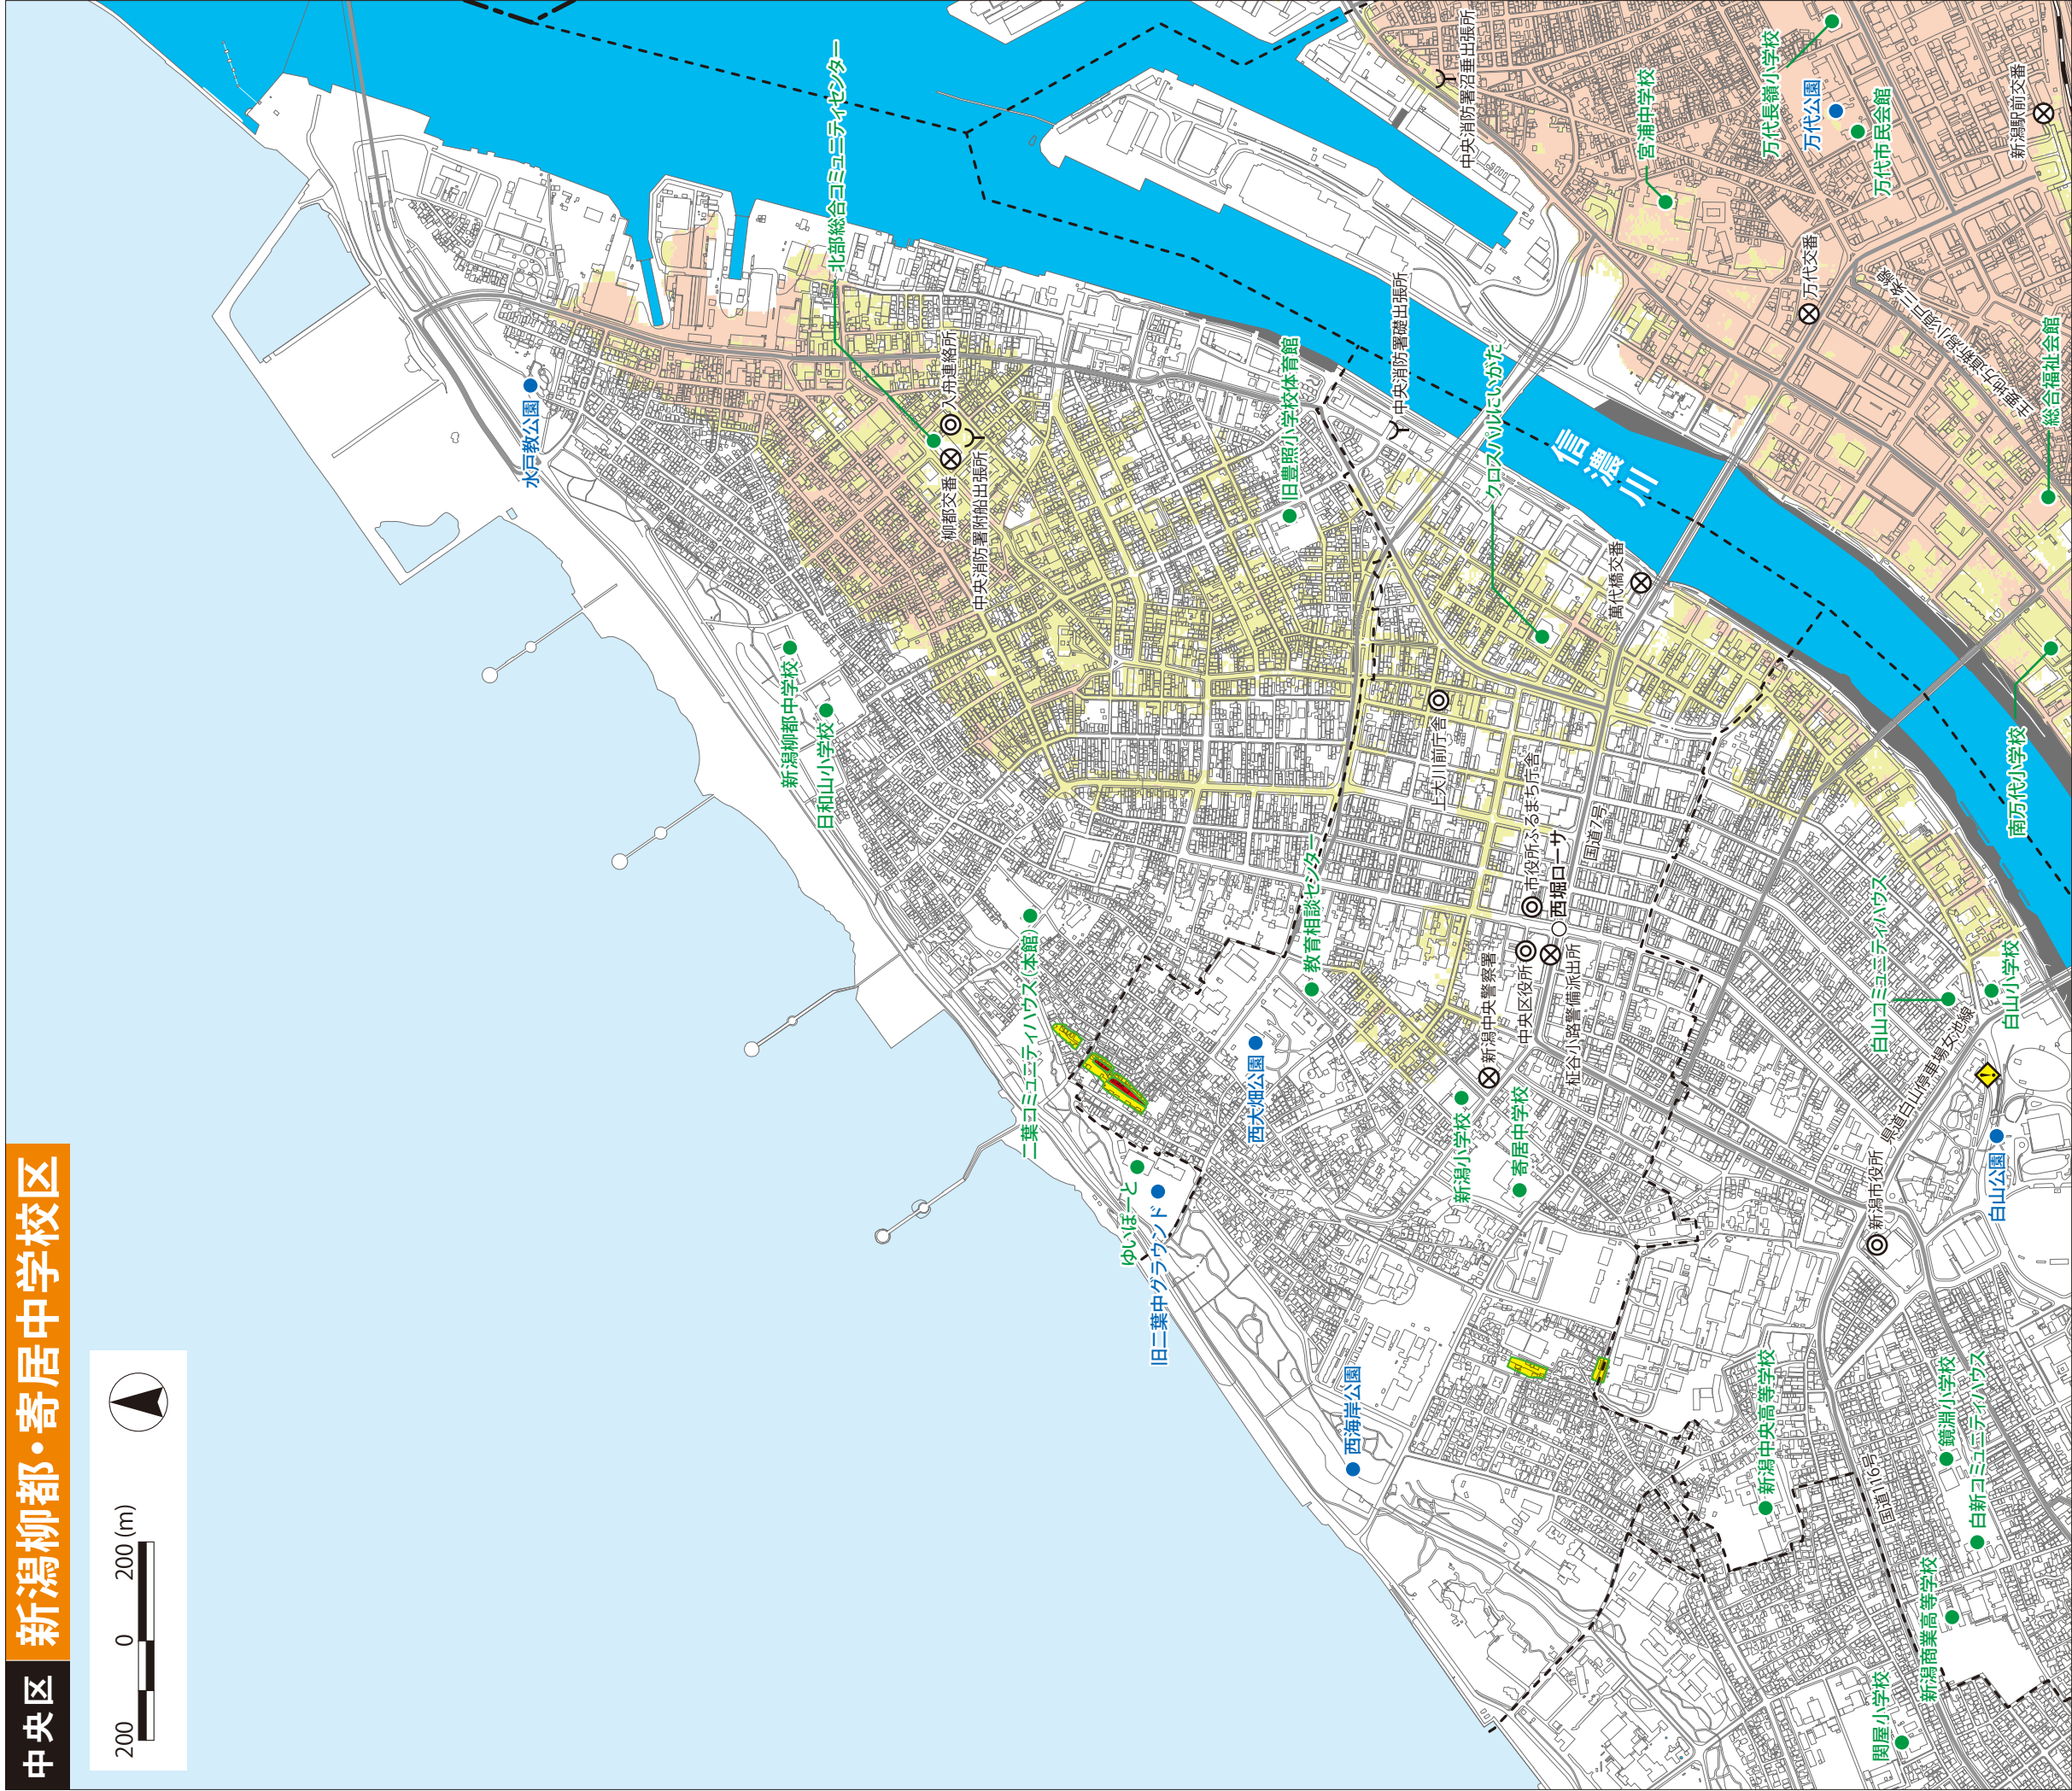 中央区
新潟柳都・寄居中学校区
200 0 200 (m)
水戸教公園
新潟柳都中学校
日和山小学校
北部総合コミュニティセンター
入舟連絡所
柳都交番
中央消防署附船出張所
二葉コミュニティハウス(本館)
ゆいぽーと
旧二葉中グラウンド
西大畑公園
旧豊照小学校体育館
教育相談センター
西海岸公園
中央消防署礎出張所
上大川前庁舎
中央消防署沼垂出張所
新潟小学校
新潟中央警察署
クロスパルにいがた
寄居中学校
中央区役所
市役所ふるまち庁舎
西堀ローサ
柾谷小路警備派出所
国道7号
信濃川
萬代橋交番
宮浦中学校
万代長嶺小学校
万代公園
万代交番
万代市民会館
主要地方道新潟小須戸三条線
新潟中央高等学校
新潟市役所
白山コミュニティハウス
国道116号
県道白山停車場女池線
関屋小学校
新潟商業高等学校
鏡淵小学校
白新コミュニティハウス
白山公園
白山小学校
南万代小学校
新潟駅前交番
総合福祉会館